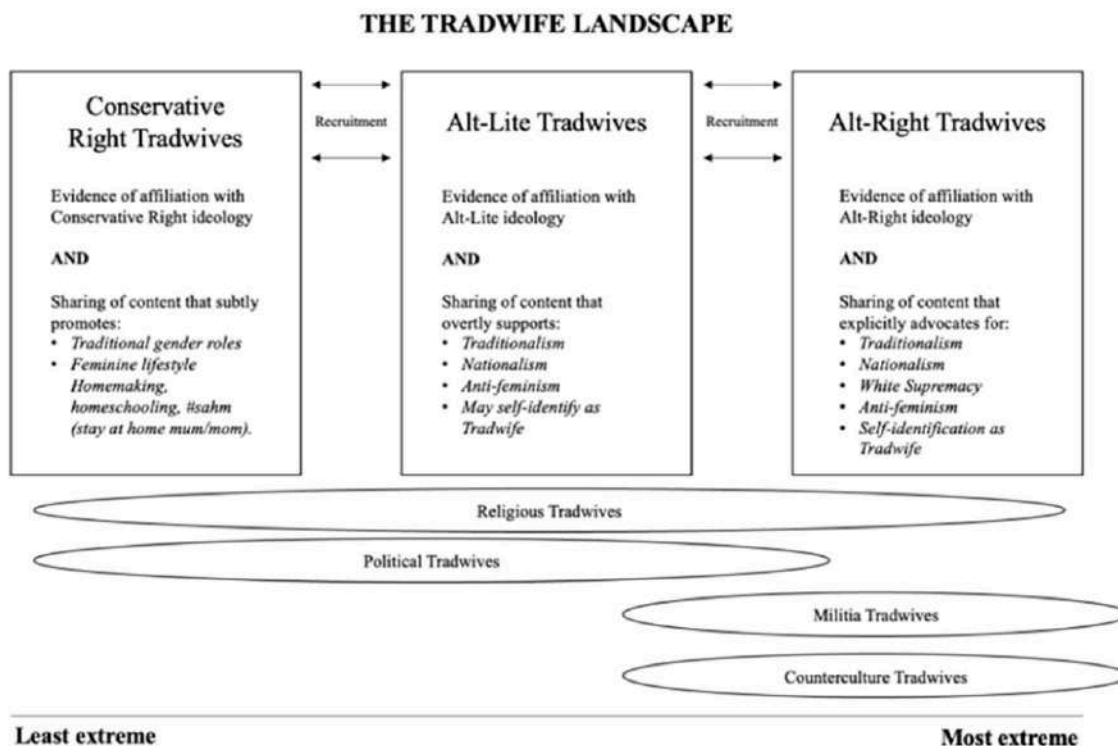 THE TRADWIFE LANDSCAPE
Conservative
Right Tradwives
Evidence of affiliation with
Conservative Right ideology
AND
Sharing of content that subtly
promotes:
• Traditional gender roles
• Feminine lifestyle
Homemaking,
homeschooling, #sahm
(stay at home mum/mom).
Recruitment
Alt-Lite Tradwives
Evidence of affiliation with
Alt-Lite ideology
AND
Sharing of content that
overtly supports:
• Traditionalism
• Nationalism
• Anti-feminism
• May self-identify as
Tradwife
Recruitment
Alt-Right Tradwives
Evidence of affiliation with
Alt-Right ideology
AND
Sharing of content that
explicitly advocates for:
• Traditionalism
• Nationalism
• White Supremacy
• Anti-feminism
• Self-identification as
Tradwife
Religious Tradwives
Political Tradwives
Militia Tradwives
Counterculture Tradwives
Least extreme
Most extreme